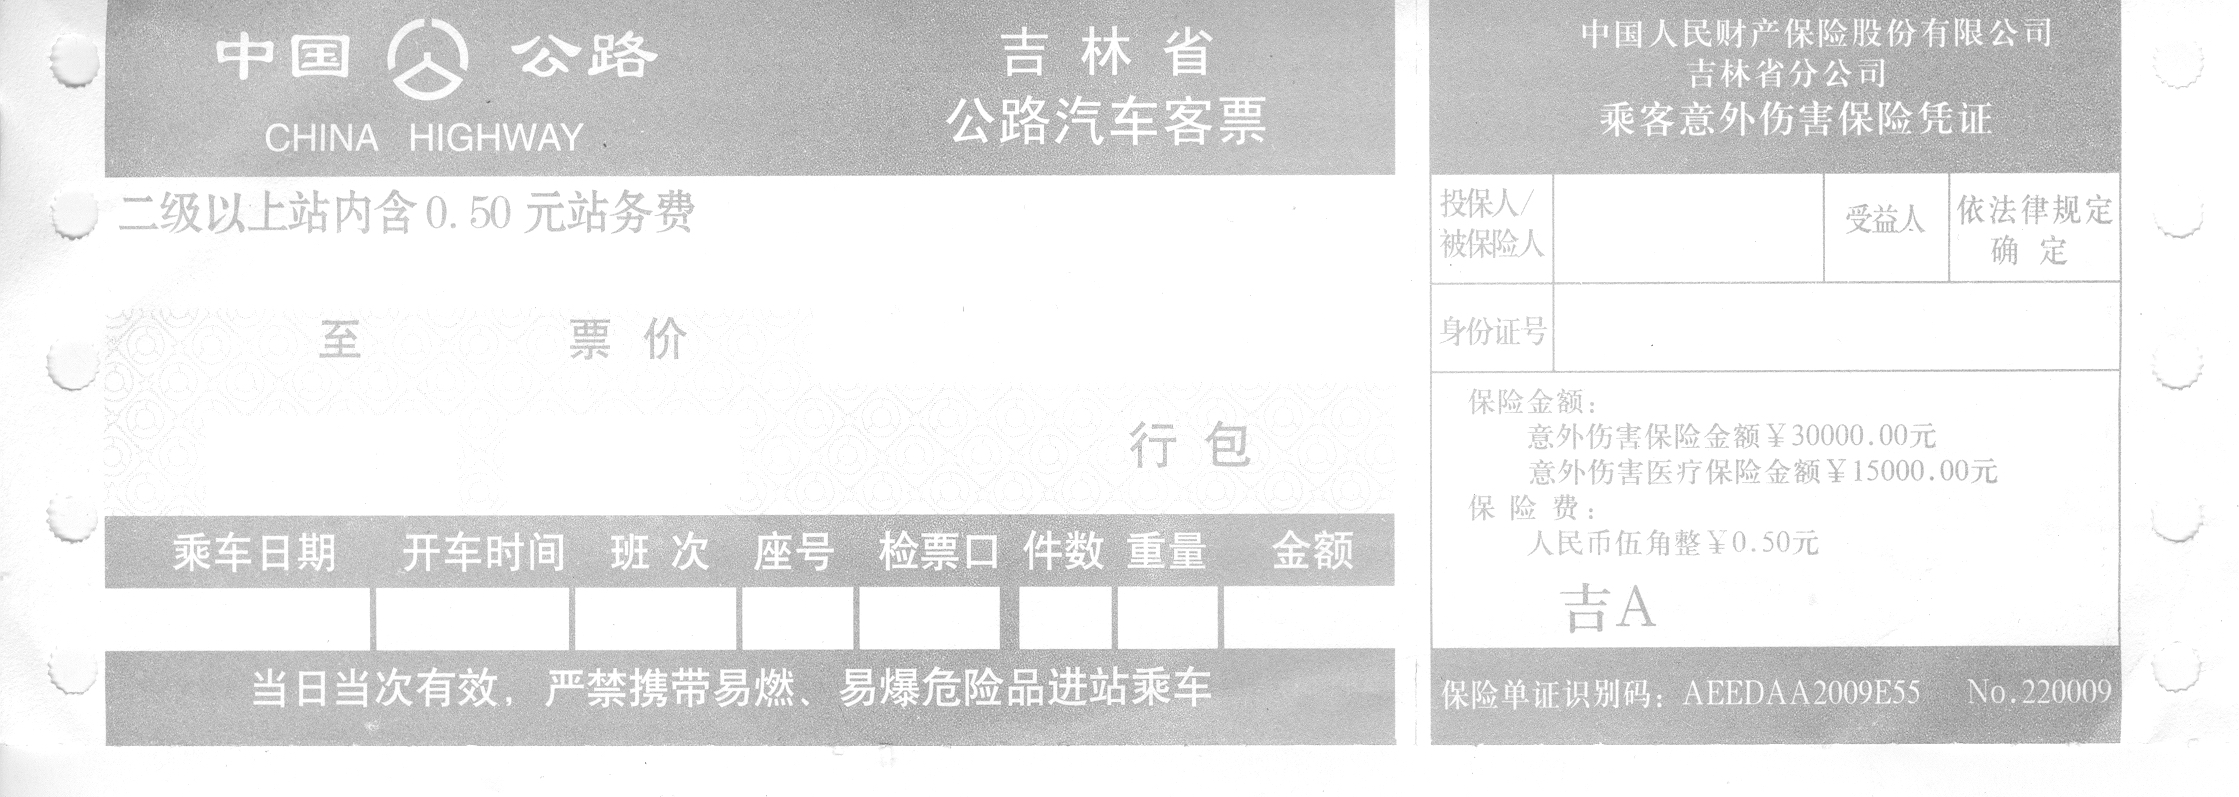 中国 公路
CHINA HIGHWAY
吉林省
公路汽车客票
二级以上站内含0.50元站务费
至 票价
行包
乘车日期 开车时间 班次 座号 检票口 件数 重量 金额
当日当次有效，严禁携带易燃、易爆危险品进站乘车
中国人民财产保险股份有限公司
吉林省分公司
乘客意外伤害保险凭证
投保人/
被保险人
受益人
依法律规定
确定
身份证号
保险金额：
意外伤害保险金额￥30000.00元
意外伤害医疗保险金额￥15000.00元
保险费：
人民币伍角整￥0.50元
吉A
保险单证识别码：AEEDAA2009E55 No.220009